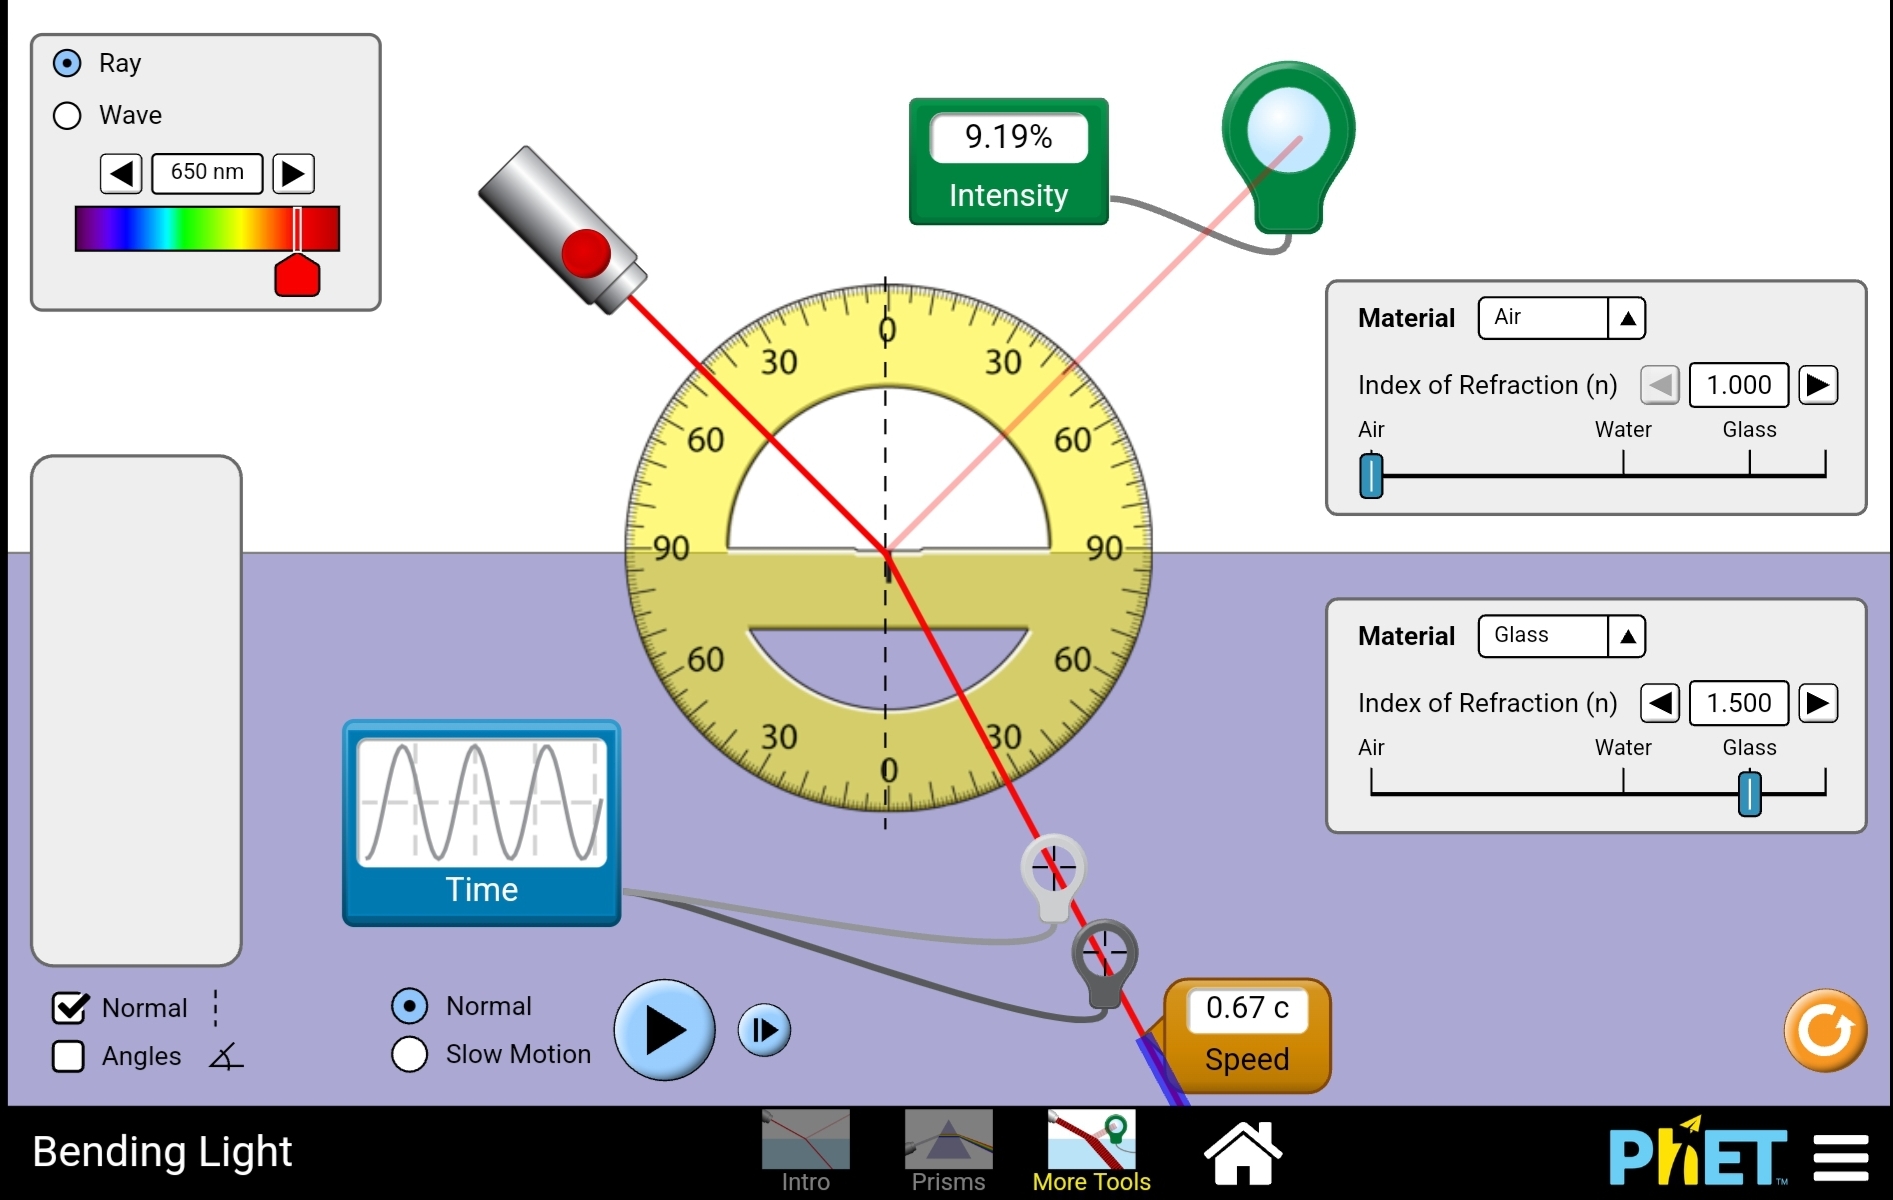 Ray
Wave
650 nm
9.19%
Intensity
0
30
30
60
60
90
90
60
60
30
30
0
Material
Air
Index of Refraction (n)
1.000
Air
Water
Glass
Material
Glass
Index of Refraction (n)
1.500
Air
Water
Glass
Time
0.67 c
Speed
Normal
Angles
Normal
Slow Motion
Bending Light
Intro
Prisms
More Tools
PhET
TM